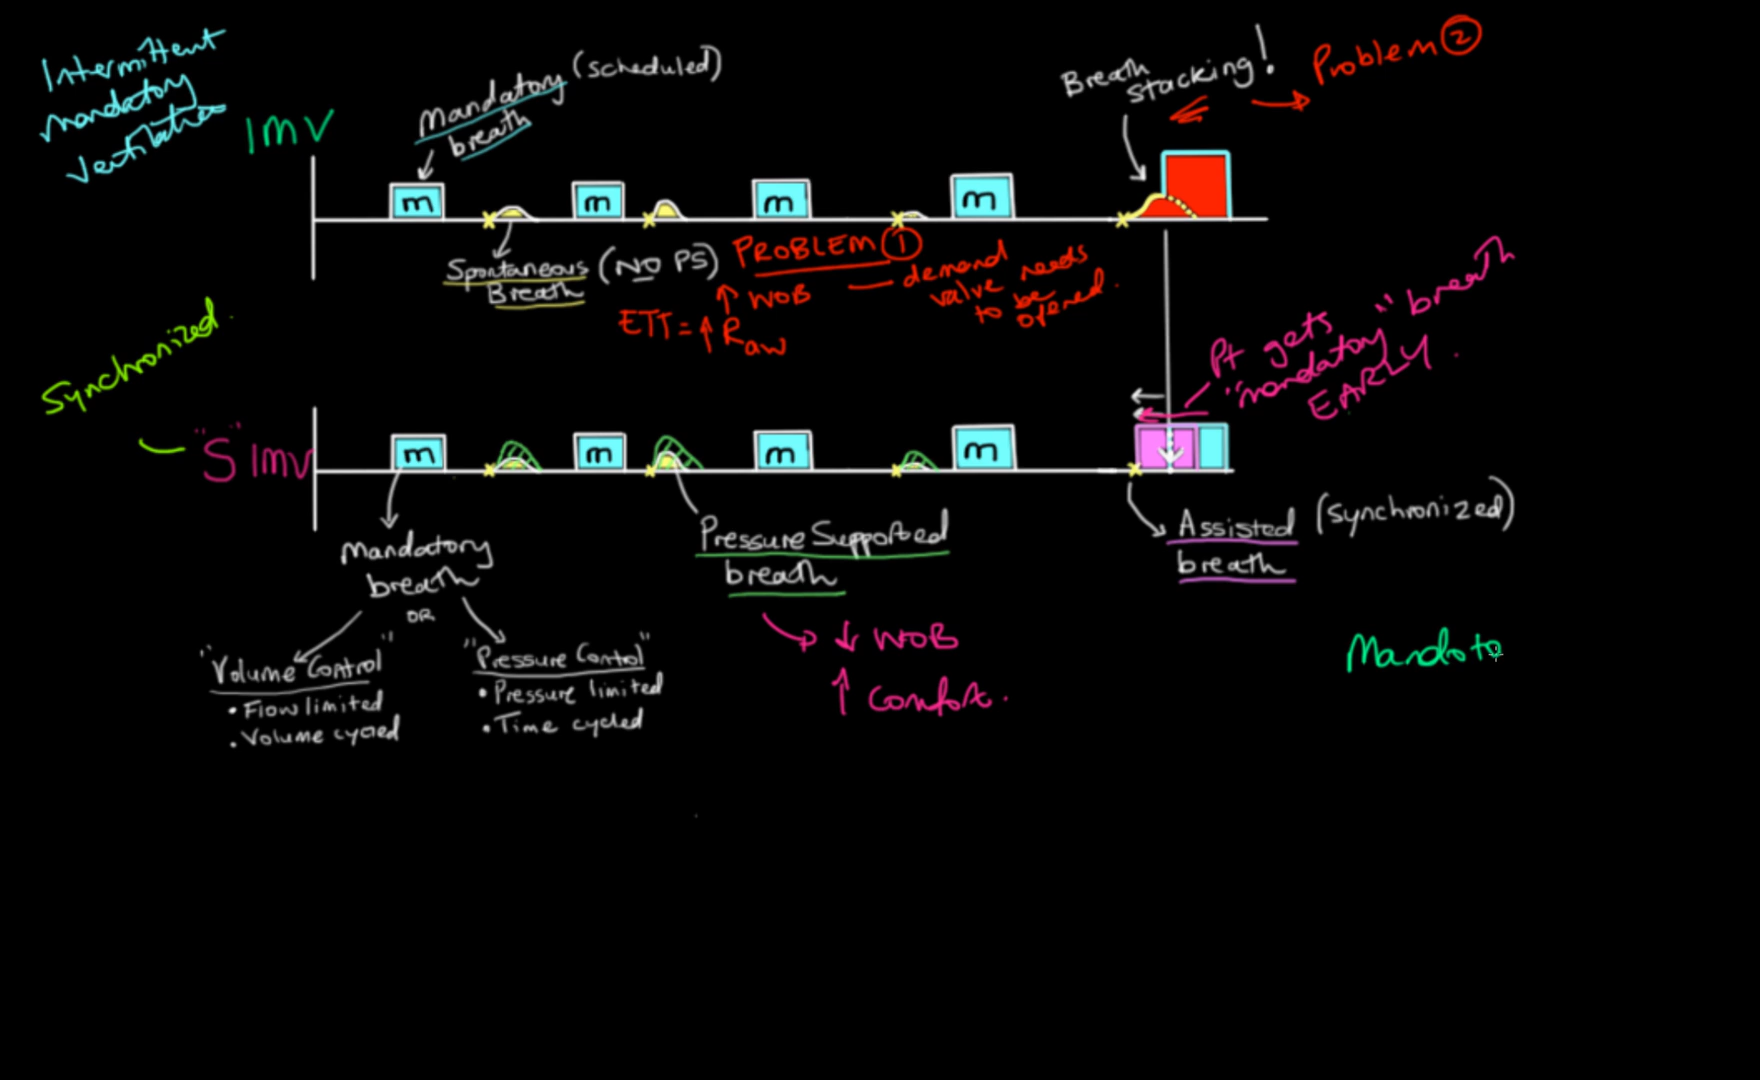 Intermittent
mandatory
ventilation
IMV
Mandatory (scheduled)
breath
Breath
stacking!
Problem ②
m
m
m
m
Spontaneous (NO PS)
Breath
PROBLEM ①
↑ WOB — demand
valve needs
to be
opened.
ETT = ↑ Raw
Synchronized.
"S" IMV
Pt gets
"mandatory" breath
EARLY.
m
m
m
m
Mandatory
breath
OR
"Volume Control"
• Flow limited
• Volume cycled
"Pressure Control"
• Pressure limited
• Time cycled
Pressure Supported
breath
↓ WOB
↑ Comfort.
Assisted (synchronized)
breath
Mandato